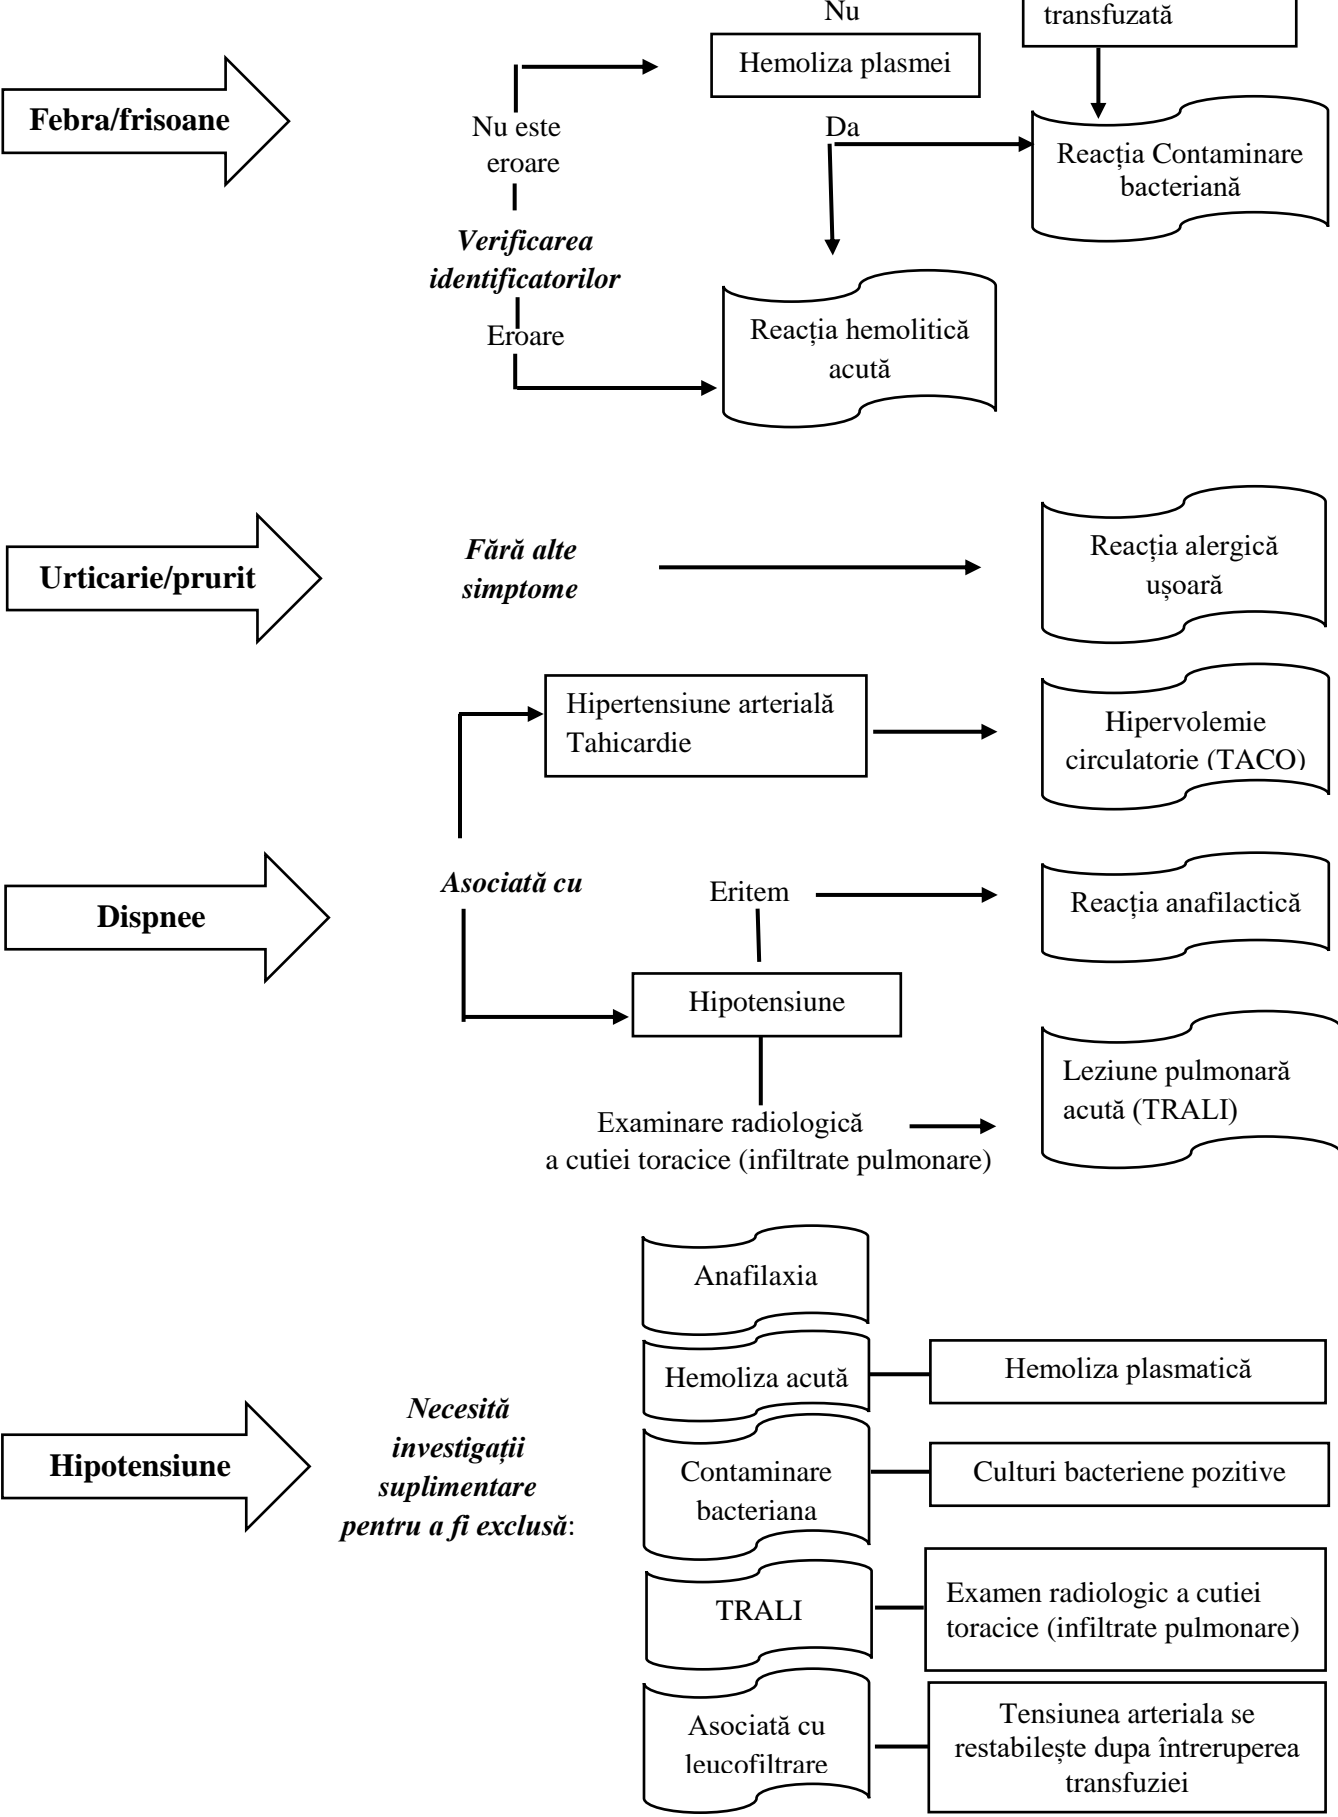 Nu
transfuzată
Hemoliza plasmei
Febra/frisoane
Nu este
eroare
Da
Reacția Contaminare
bacteriană
Verificarea
identificatorilor
Eroare
Reacția hemolitică
acută
Urticarie/prurit
Fără alte
simptome
Reacția alergică
ușoară
Hipertensiune arterială
Tahicardie
Hipervolemie
circulatorie (TACO)
Dispnee
Asociată cu
Eritem
Reacția anafilactică
Hipotensiune
Leziune pulmonară
acută (TRALI)
Examinare radiologică
a cutiei toracice (infiltrate pulmonare)
Hipotensiune
Necesită
investigații
suplimentare
pentru a fi exclusă:
Anafilaxia
Hemoliza acută
Hemoliza plasmatică
Contaminare
bacteriana
Culturi bacteriene pozitive
TRALI
Examen radiologic a cutiei
toracice (infiltrate pulmonare)
Asociată cu
leucofiltrare
Tensiunea arteriala se
restabilește dupa întreruperea
transfuziei